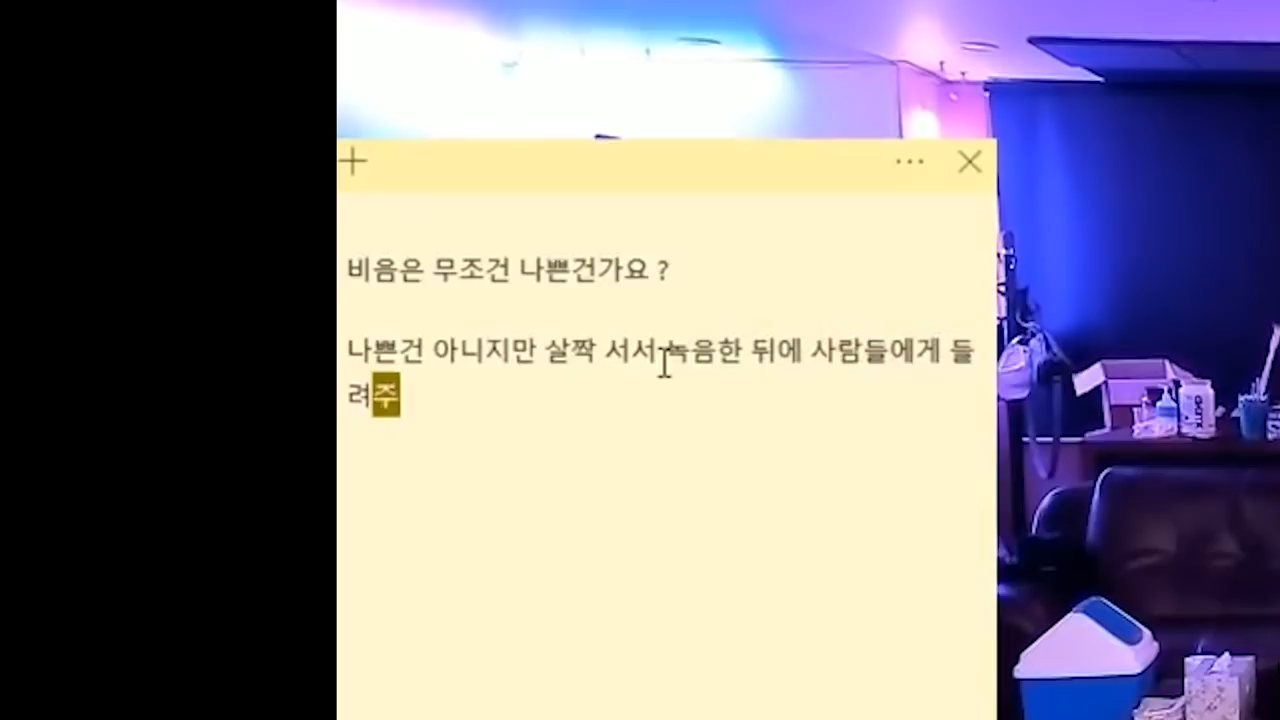 비음은 무조건 나쁜건가요 ?
나쁜건 아니지만 살짝 서서 녹음한 뒤에 사람들에게 들
려주